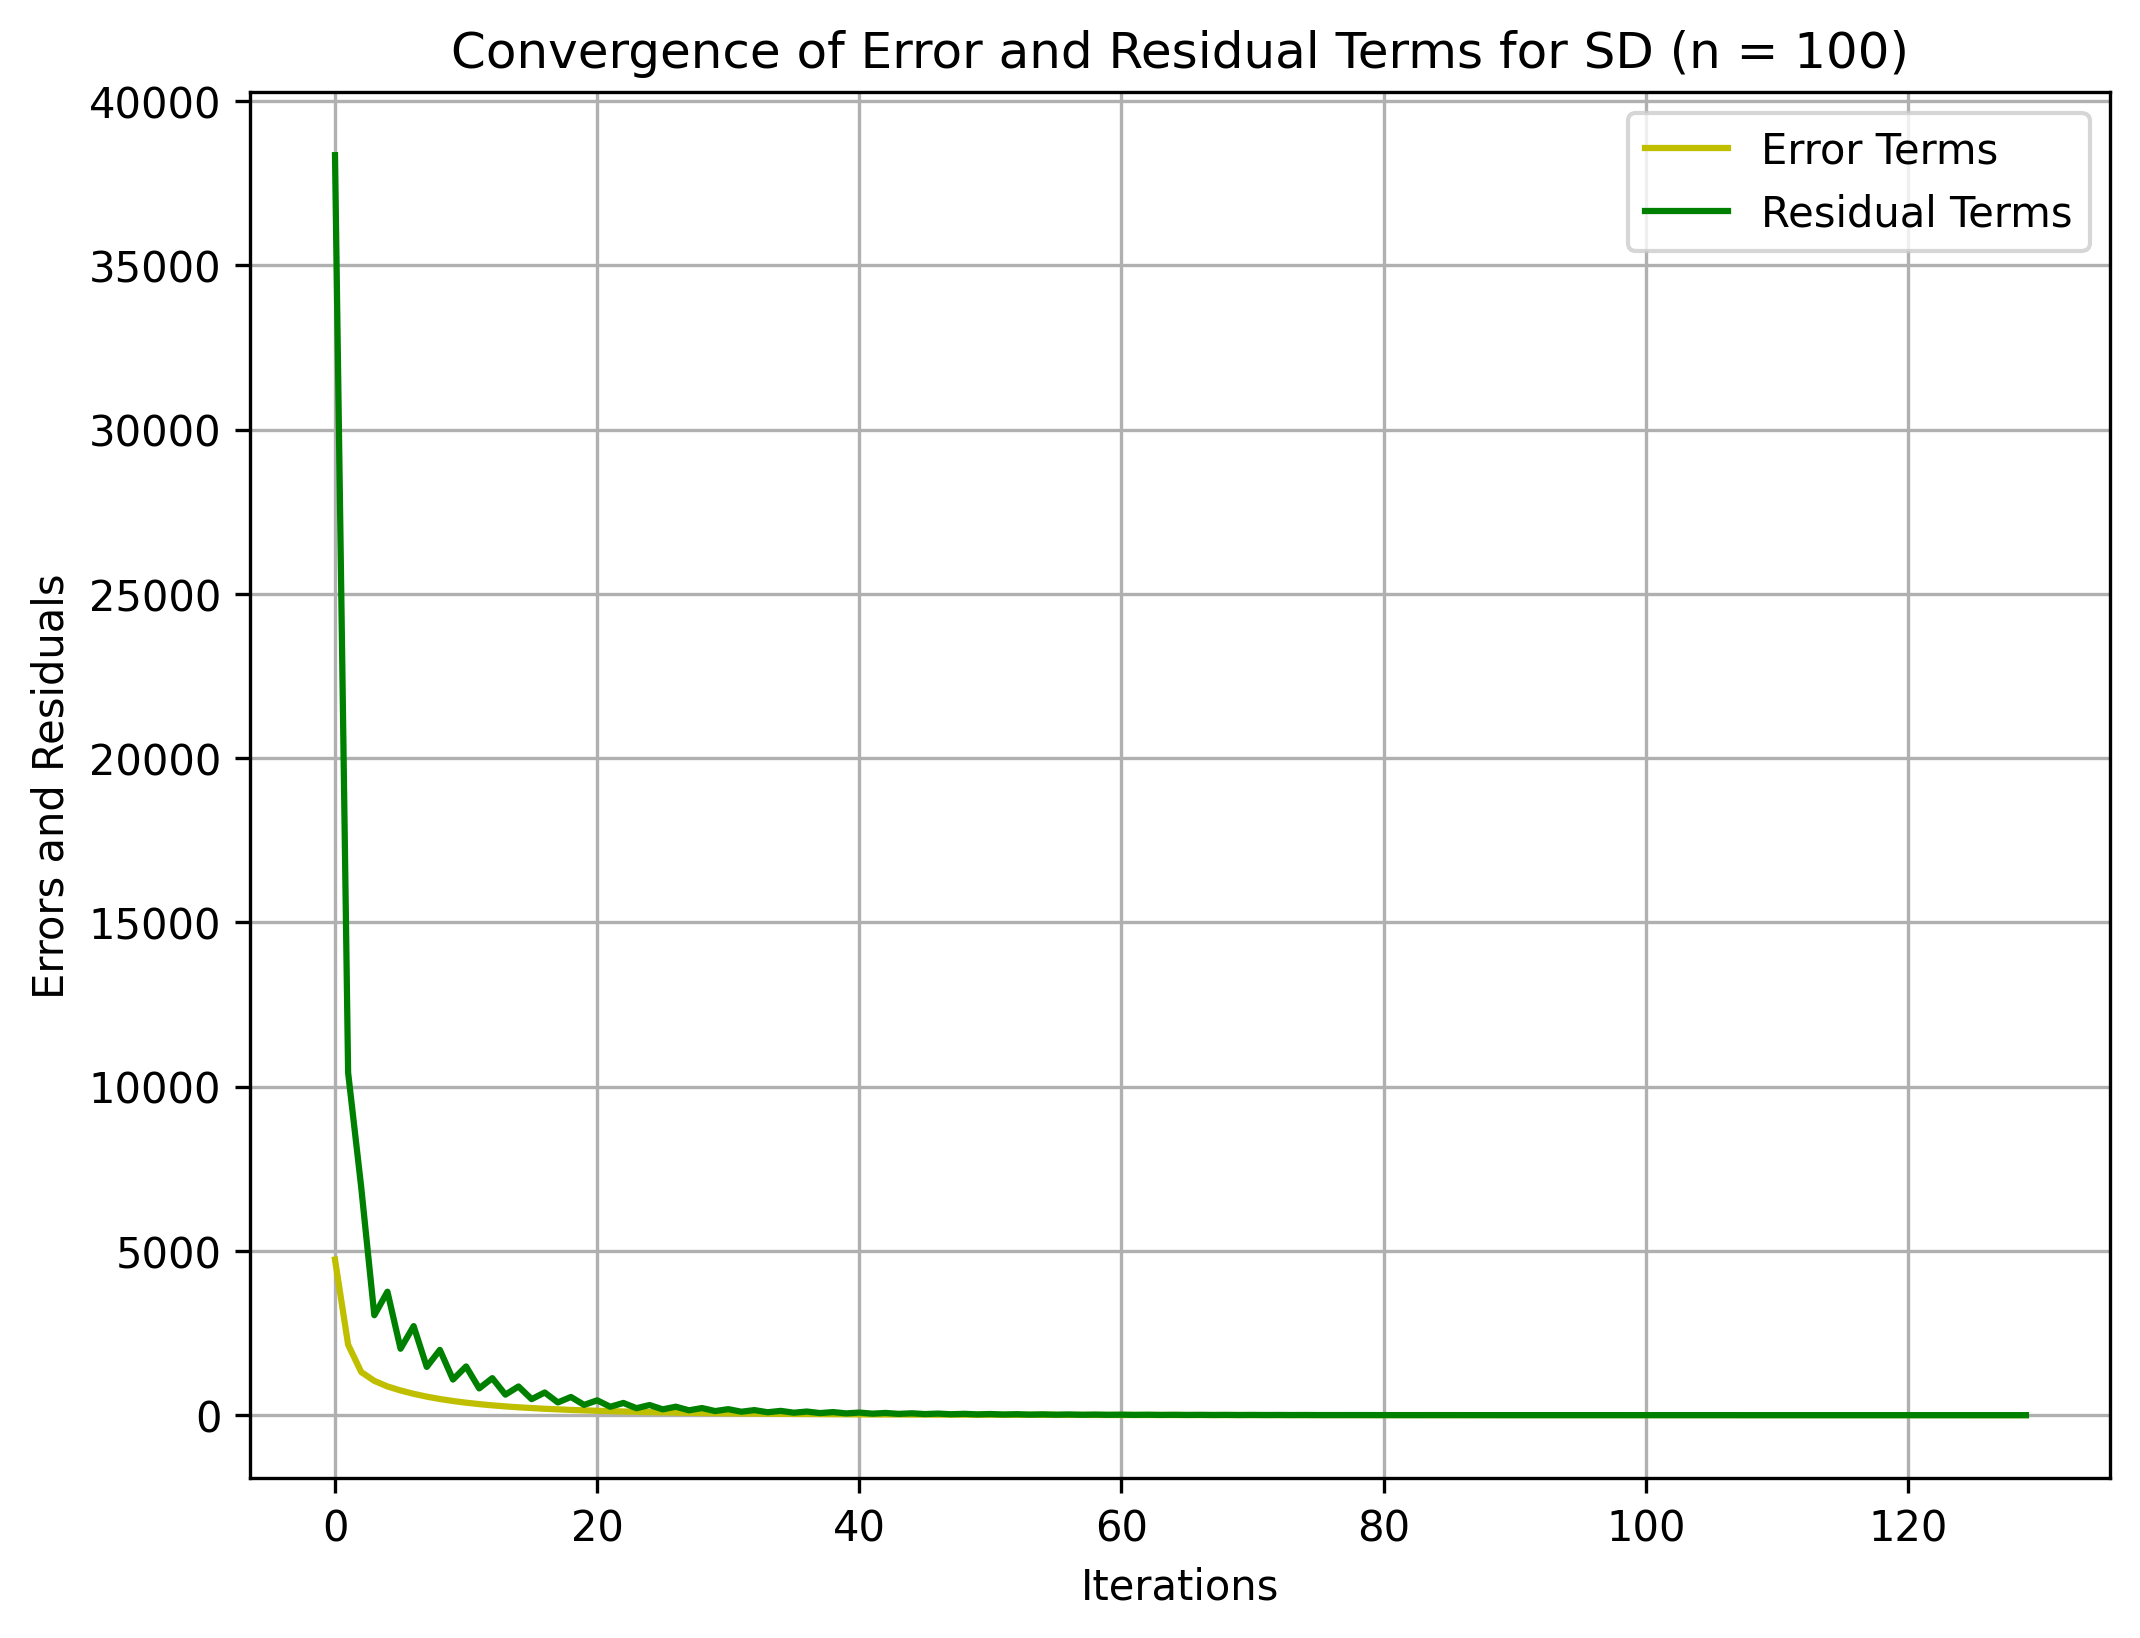 Convergence of Error and Residual Terms for SD (n = 100)
Error Terms
Residual Terms
Errors and Residuals
40000
35000
30000
25000
20000
15000
10000
5000
0
0 20 40 60 80 100 120
Iterations